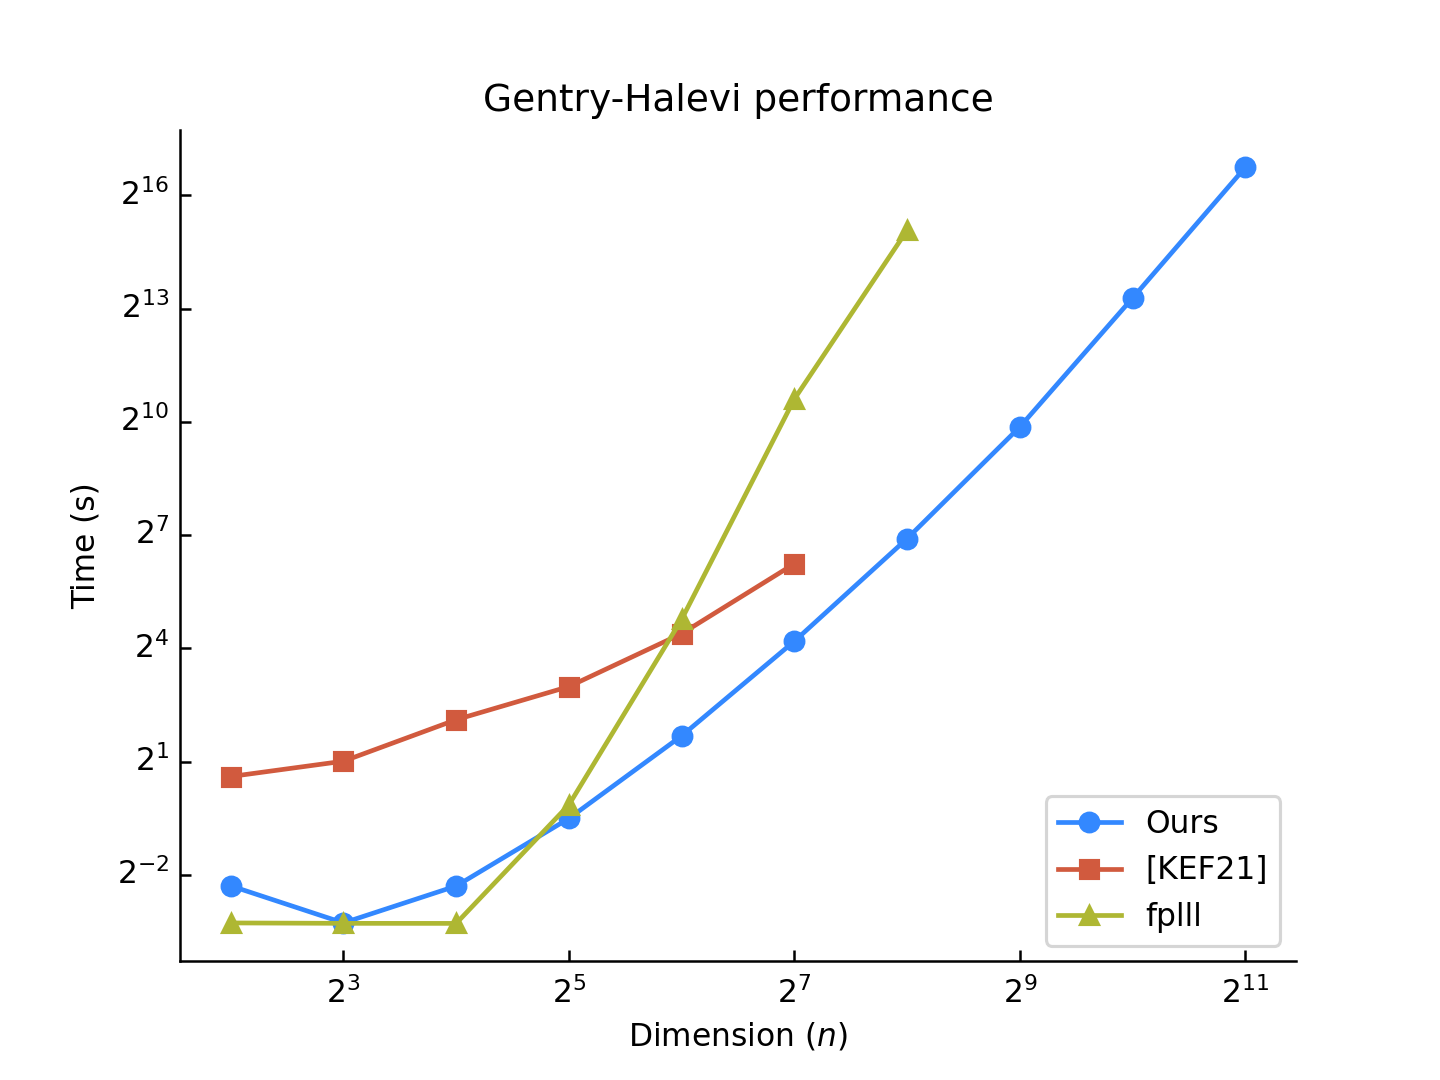 Gentry-Halevi performance
2^16
2^13
2^10
2^7
2^4
2^1
2^−2
Time (s)
2^3 2^5 2^7 2^9 2^11
Dimension (n)
Ours
[KEF21]
fplll